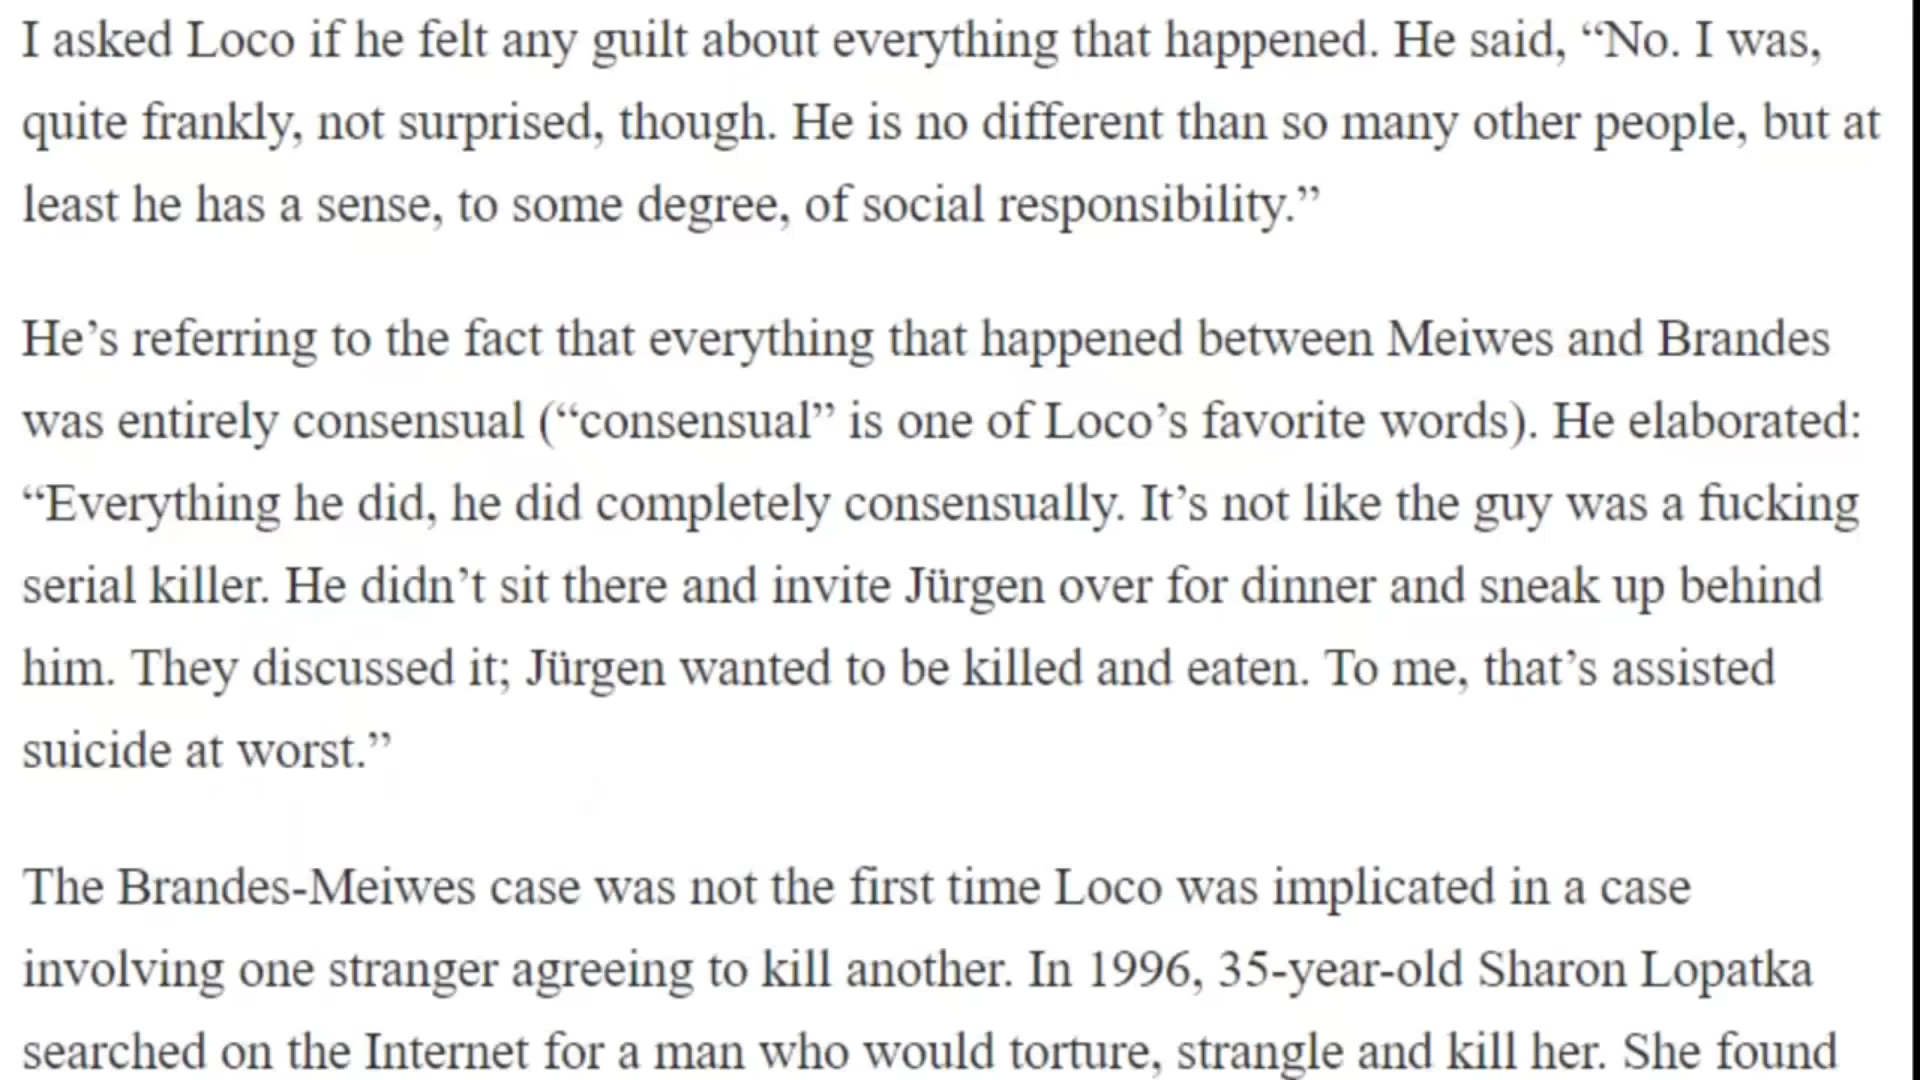 I asked Loco if he felt any guilt about everything that happened. He said, “No. I was,
quite frankly, not surprised, though. He is no different than so many other people, but at
least he has a sense, to some degree, of social responsibility.”
He’s referring to the fact that everything that happened between Meiwes and Brandes
was entirely consensual (“consensual” is one of Loco’s favorite words). He elaborated:
“Everything he did, he did completely consensually. It’s not like the guy was a fucking
serial killer. He didn’t sit there and invite Jürgen over for dinner and sneak up behind
him. They discussed it; Jürgen wanted to be killed and eaten. To me, that’s assisted
suicide at worst.”
The Brandes-Meiwes case was not the first time Loco was implicated in a case
involving one stranger agreeing to kill another. In 1996, 35-year-old Sharon Lopatka
searched on the Internet for a man who would torture, strangle and kill her. She found